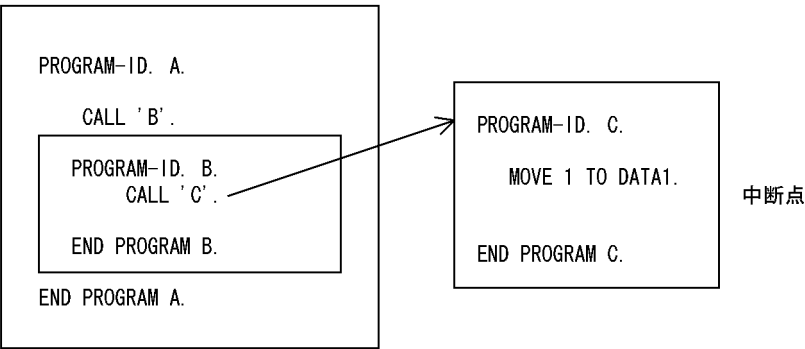 PROGRAM-ID. A.
CALL 'B'.
PROGRAM-ID. B.
CALL 'C'.
END PROGRAM B.
END PROGRAM A.
PROGRAM-ID. C.
MOVE 1 TO DATA1.
END PROGRAM C.
中断点